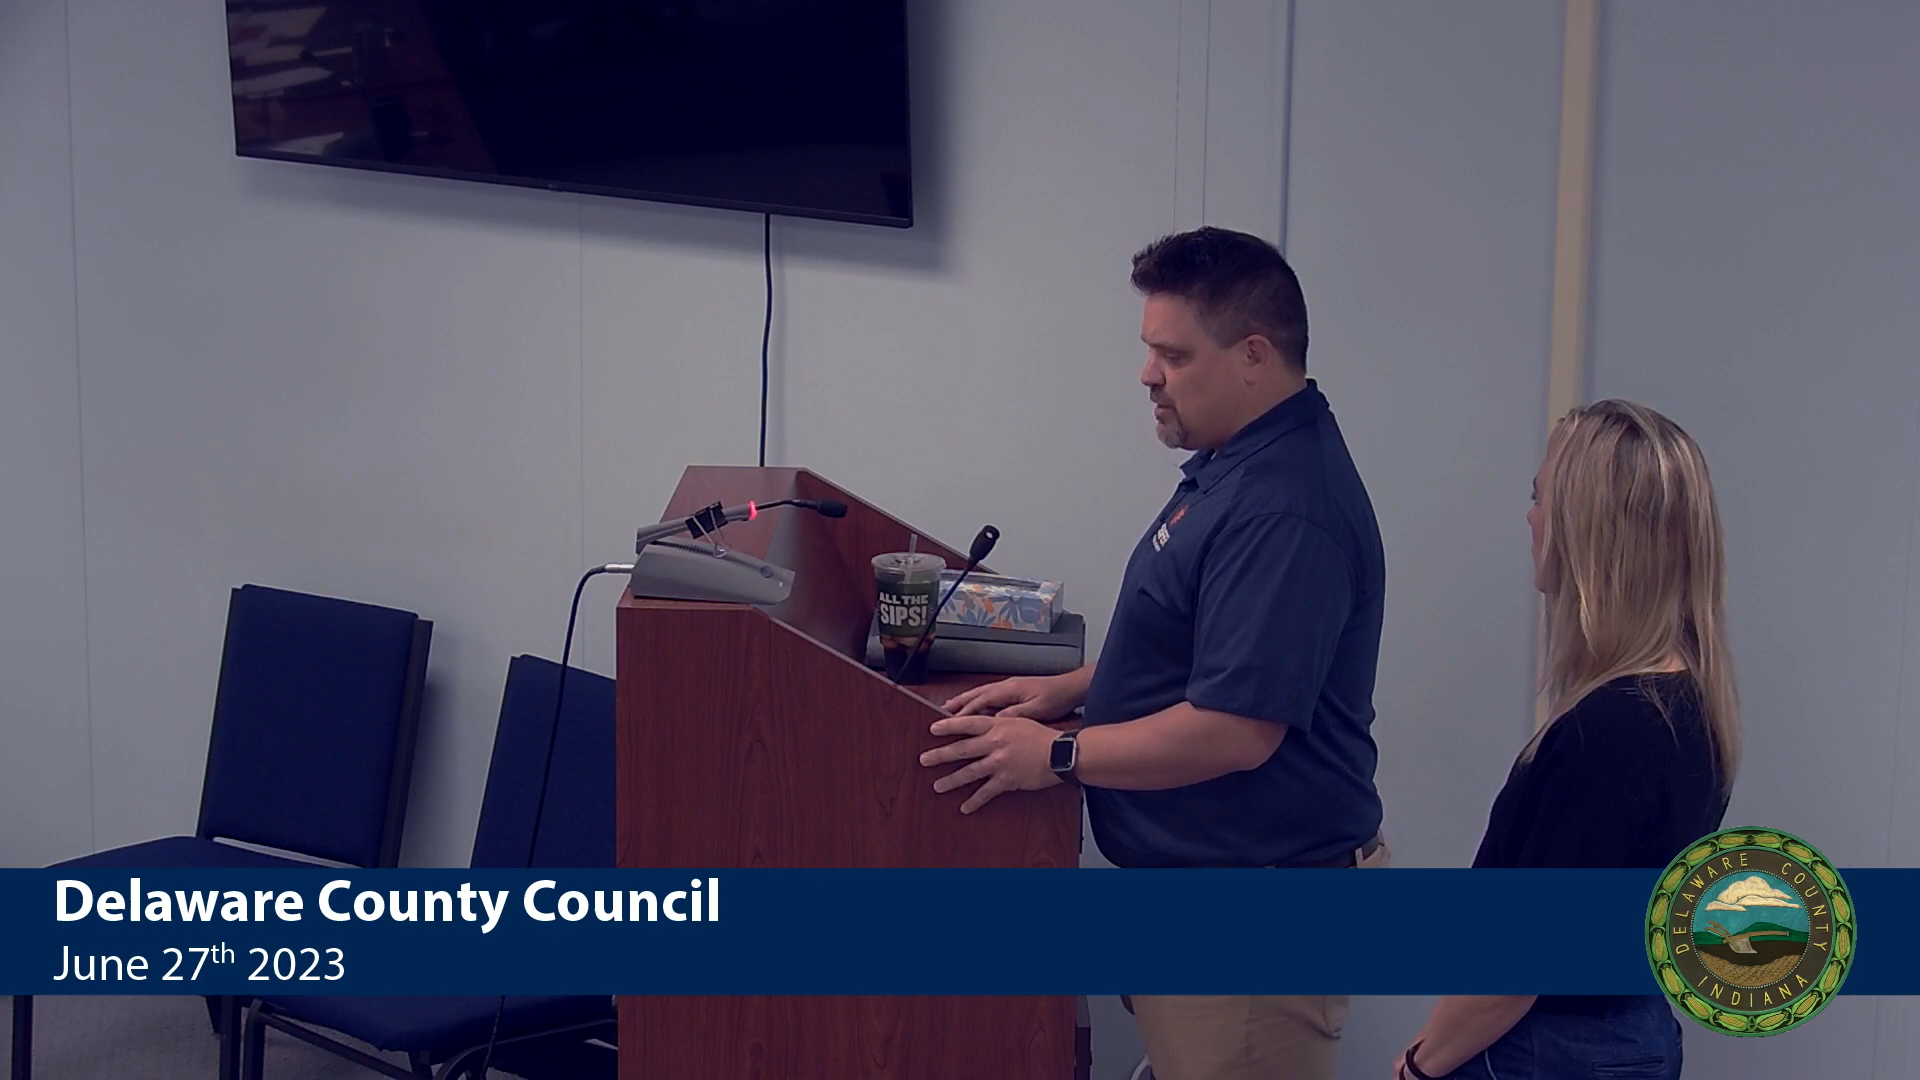 ALL THE
SIPS!
Delaware County Council
June 27th 2023
DELAWARE COUNTY
INDIANA